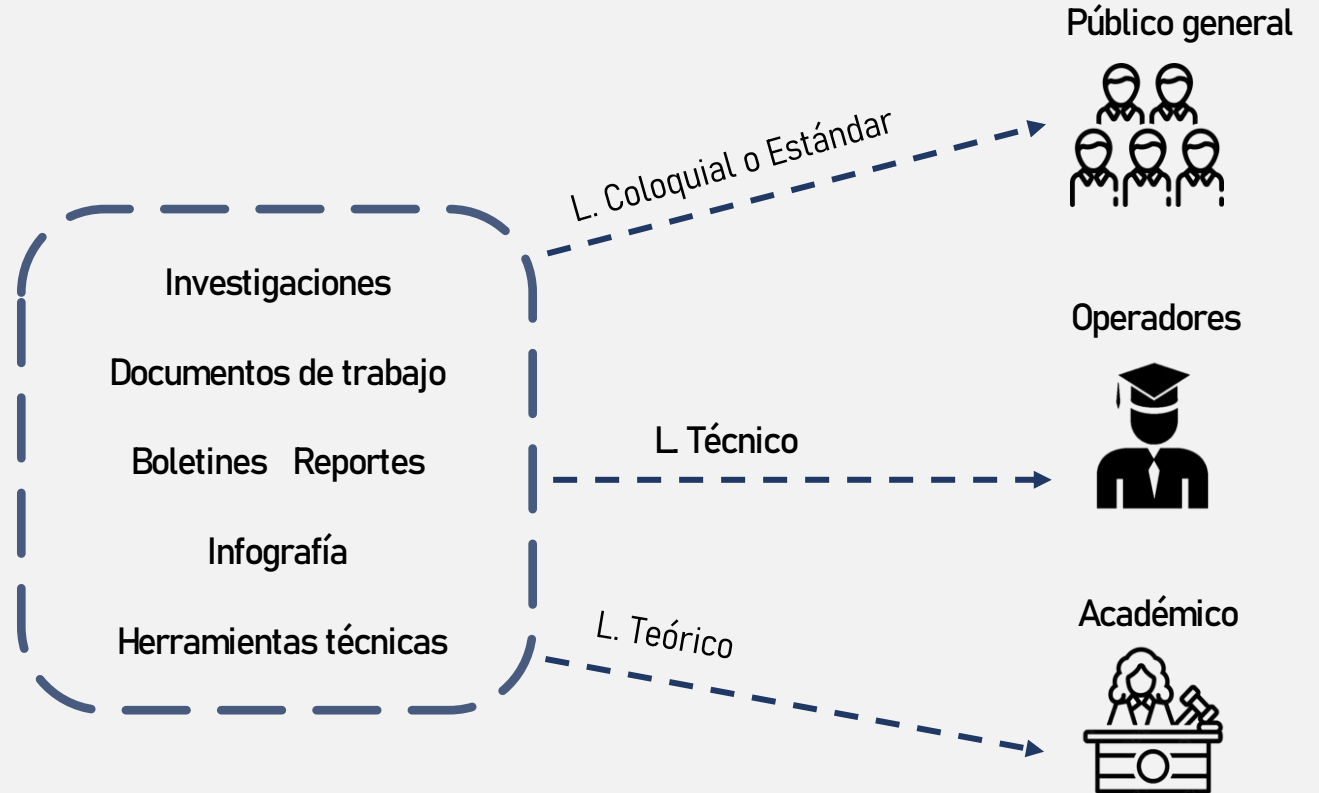 Público general
L. Coloquial o Estándar
Investigaciones
Operadores
Documentos de trabajo
L Técnico
Boletines Reportes
Infografía
Académico
L. Teórico
Herramientas técnicas